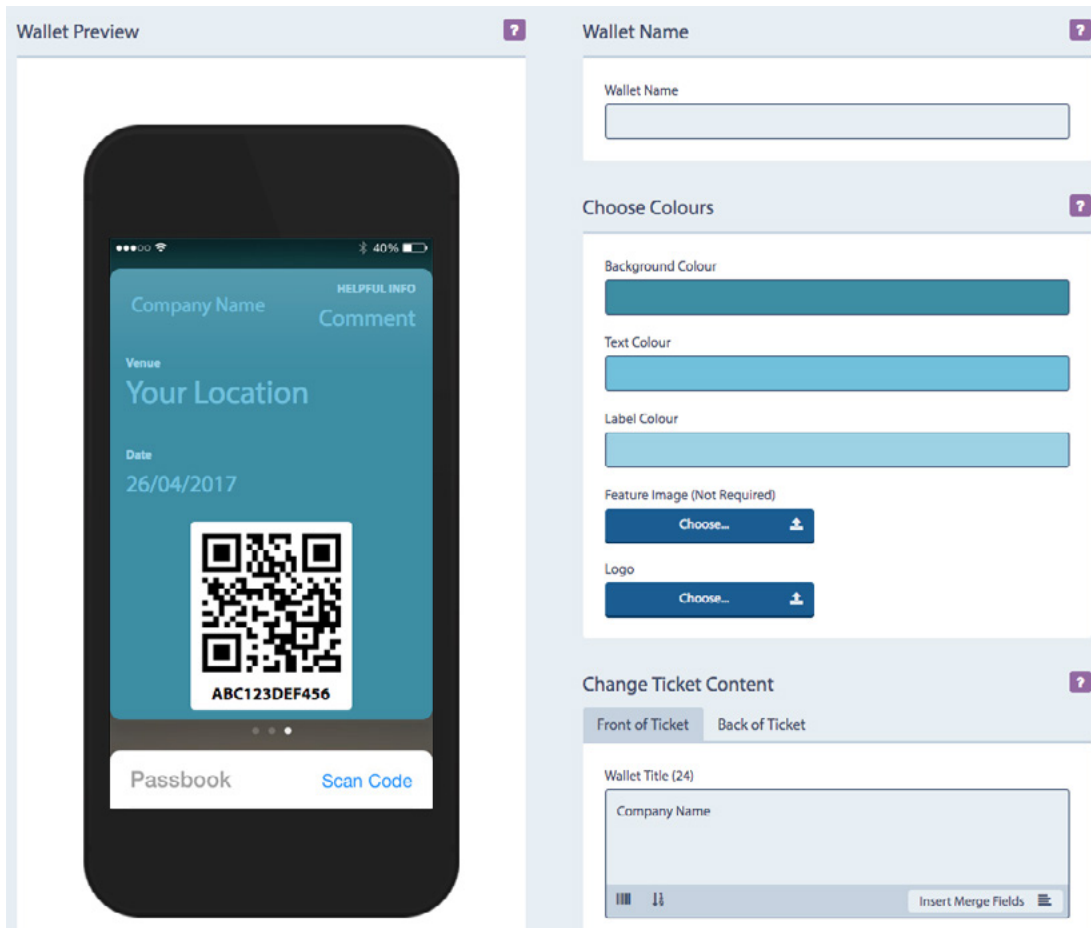 Wallet Preview
?
40%
Company Name
HELPFUL INFO
Comment
Venue
Your Location
Date
26/04/2017
ABC123DEF456
Passbook
Scan Code
Wallet Name
?
Wallet Name
Choose Colours
?
Background Colour
Text Colour
Label Colour
Feature Image (Not Required)
Choose...
Logo
Choose...
Change Ticket Content
?
Front of Ticket
Back of Ticket
Wallet Title (24)
Company Name
Insert Merge Fields